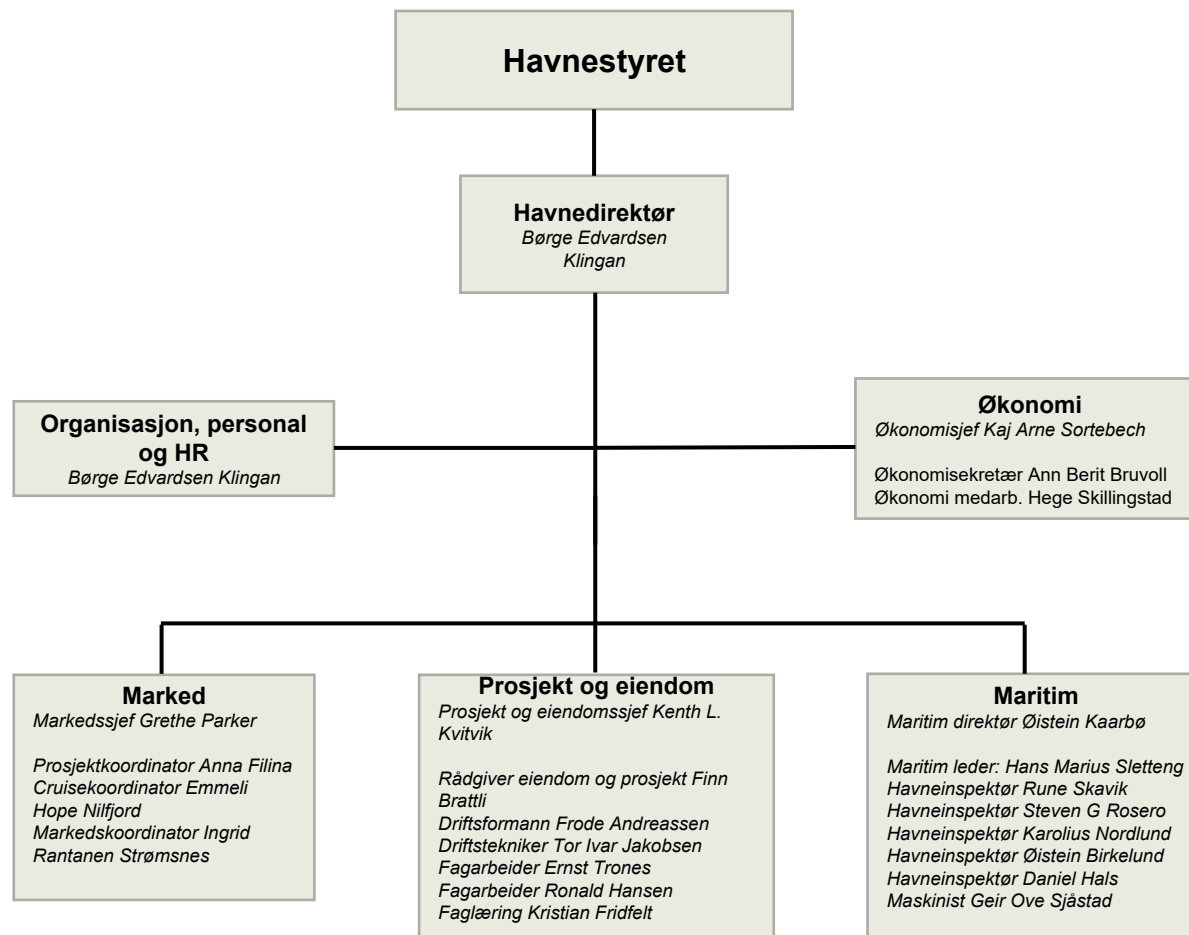 Havnestyret
Havnedirektør
Børge Edvardsen
Klingan
Organisasjon, personal
og HR
Børge Edvardsen Klingan
Økonomi
Økonomisjef Kaj Arne Sortebech
Økonomisekretær Ann Berit Bruvoll
Økonomi medarb. Hege Skillingstad
Marked
Markedssjef Grethe Parker
Prosjektkoordinator Anna Filina
Cruisekoordinator Emmeli
Hope Nilfjord
Markedskoordinator Ingrid
Rantanen Strømsnes
Prosjekt og eiendom
Prosjekt og eiendomssjef Kenth L.
Kvitvik
Rådgiver eiendom og prosjekt Finn
Brattli
Driftsformann Frode Andreassen
Driftstekniker Tor Ivar Jakobsen
Fagarbeider Ernst Trones
Fagarbeider Ronald Hansen
Faglæring Kristian Fridfelt
Maritim
Maritim direktør Øistein Kaarbø
Maritim leder: Hans Marius Sletteng
Havneinspektør Rune Skavik
Havneinspektør Steven G Rosero
Havneinspektør Karolius Nordlund
Havneinspektør Øistein Birkelund
Havneinspektør Daniel Hals
Maskinist Geir Ove Sjåstad